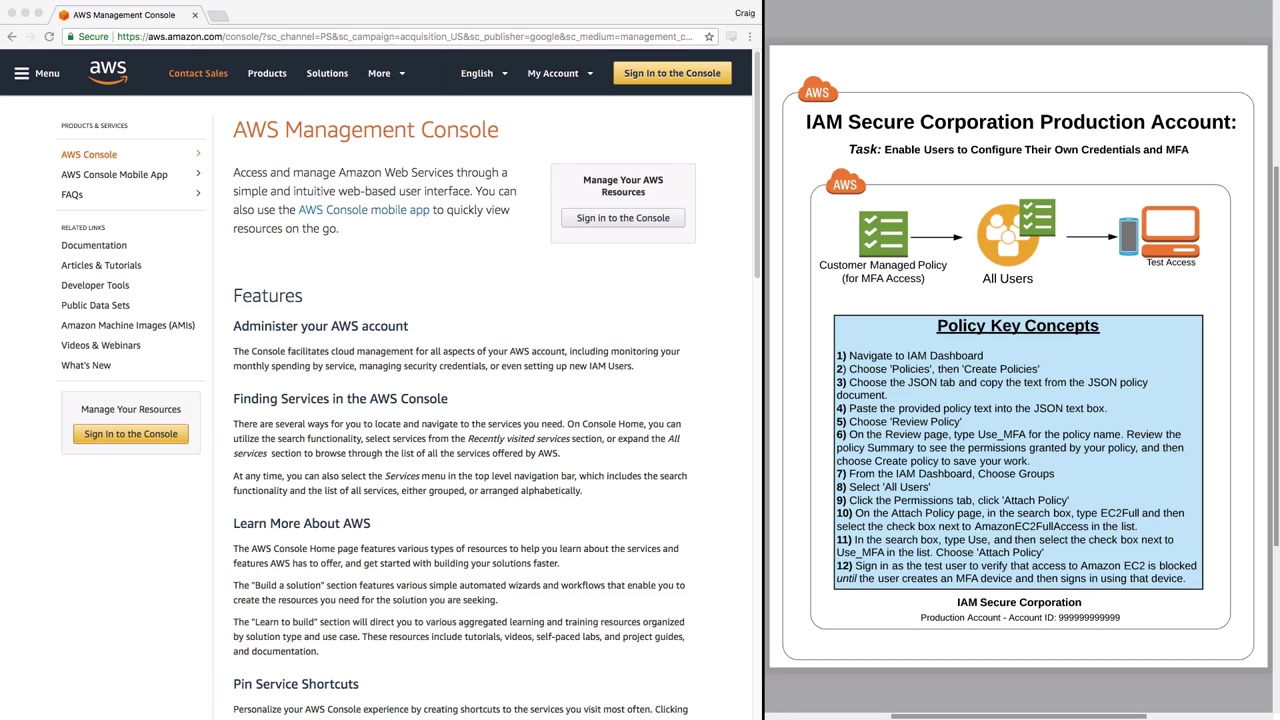 AWS Management Console
Craig
Secure
https://aws.amazon.com/console/?sc_channel=PS&sc_campaign=acquisition_US&sc_publisher=google&sc_medium=management_c...
Menu
aws
Contact Sales
Products
Solutions
More
English
My Account
Sign In to the Console
PRODUCTS & SERVICES
AWS Console
AWS Console Mobile App
FAQs
RELATED LINKS
Documentation
Articles & Tutorials
Developer Tools
Public Data Sets
Amazon Machine Images (AMIs)
Videos & Webinars
What's New
Manage Your Resources
Sign In to the Console
AWS Management Console
Access and manage Amazon Web Services through a
simple and intuitive web-based user interface. You can
also use the AWS Console mobile app to quickly view
resources on the go.
Manage Your AWS
Resources
Sign in to the Console
Features
Administer your AWS account
The Console facilitates cloud management for all aspects of your AWS account, including monitoring your
monthly spending by service, managing security credentials, or even setting up new IAM Users.
Finding Services in the AWS Console
There are several ways for you to locate and navigate to the services you need. On Console Home, you can
utilize the search functionality, select services from the Recently visited services section, or expand the All
services section to browse through the list of all the services offered by AWS.
At any time, you can also select the Services menu in the top level navigation bar, which includes the search
functionality and the list of all services, either grouped, or arranged alphabetically.
Learn More About AWS
The AWS Console Home page features various types of resources to help you learn about the services and
features AWS has to offer, and get started with building your solutions faster.
The "Build a solution" section features various simple automated wizards and workflows that enable you to
create the resources you need for the solution you are seeking.
The "Learn to build" section will direct you to various aggregated learning and training resources organized
by solution type and use case. These resources include tutorials, videos, self-paced labs, and project guides,
and documentation.
Pin Service Shortcuts
Personalize your AWS Console experience by creating shortcuts to the services you visit most often. Clicking
AWS
IAM Secure Corporation Production Account:
Task: Enable Users to Configure Their Own Credentials and MFA
AWS
Customer Managed Policy
(for MFA Access)
All Users
Test Access
Policy Key Concepts
1) Navigate to IAM Dashboard
2) Choose 'Policies', then 'Create Policies'
3) Choose the JSON tab and copy the text from the JSON policy
document.
4) Paste the provided policy text into the JSON text box.
5) Choose 'Review Policy'
6) On the Review page, type Use_MFA for the policy name. Review the
policy Summary to see the permissions granted by your policy, and then
choose Create policy to save your work.
7) From the IAM Dashboard, Choose Groups
8) Select 'All Users'
9) Click the Permissions tab, click 'Attach Policy'
10) On the Attach Policy page, in the search box, type EC2Full and then
select the check box next to AmazonEC2FullAccess in the list.
11) In the search box, type Use, and then select the check box next to
Use_MFA in the list. Choose 'Attach Policy'
12) Sign in as the test user to verify that access to Amazon EC2 is blocked
until the user creates an MFA device and then signs in using that device.
IAM Secure Corporation
Production Account - Account ID: 999999999999